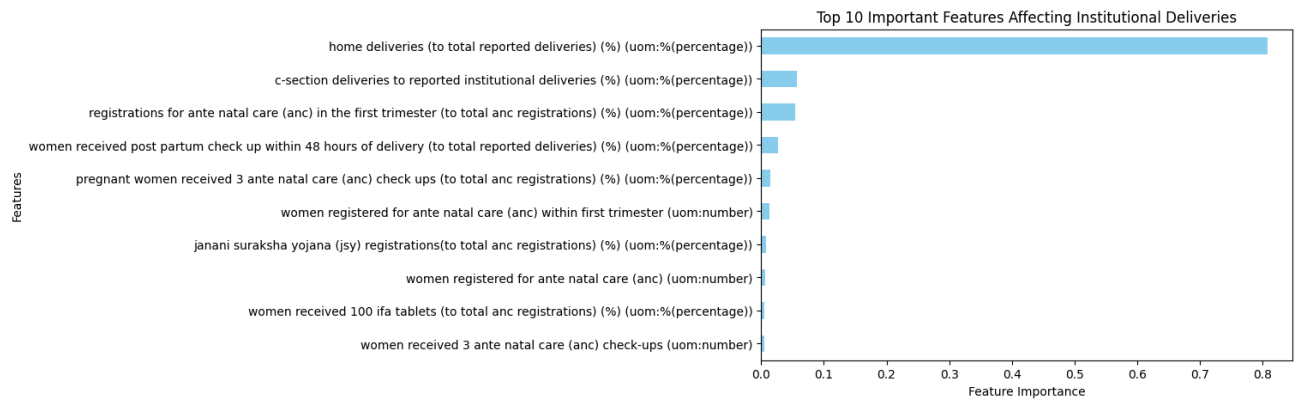 Top 10 Important Features Affecting Institutional Deliveries
home deliveries (to total reported deliveries) (%) (uom:%(percentage))
c-section deliveries to reported institutional deliveries (%) (uom:%(percentage))
registrations for ante natal care (anc) in the first trimester (to total anc registrations) (%) (uom:%(percentage))
women received post partum check up within 48 hours of delivery (to total reported deliveries) (%) (uom:%(percentage))
pregnant women received 3 ante natal care (anc) check ups (to total anc registrations) (%) (uom:%(percentage))
women registered for ante natal care (anc) within first trimester (uom:number)
janani suraksha yojana (jsy) registrations(to total anc registrations) (%) (uom:%(percentage))
women registered for ante natal care (anc) (uom:number)
women received 100 ifa tablets (to total anc registrations) (%) (uom:%(percentage))
women received 3 ante natal care (anc) check-ups (uom:number)
Features
0.0 0.1 0.2 0.3 0.4 0.5 0.6 0.7 0.8
Feature Importance